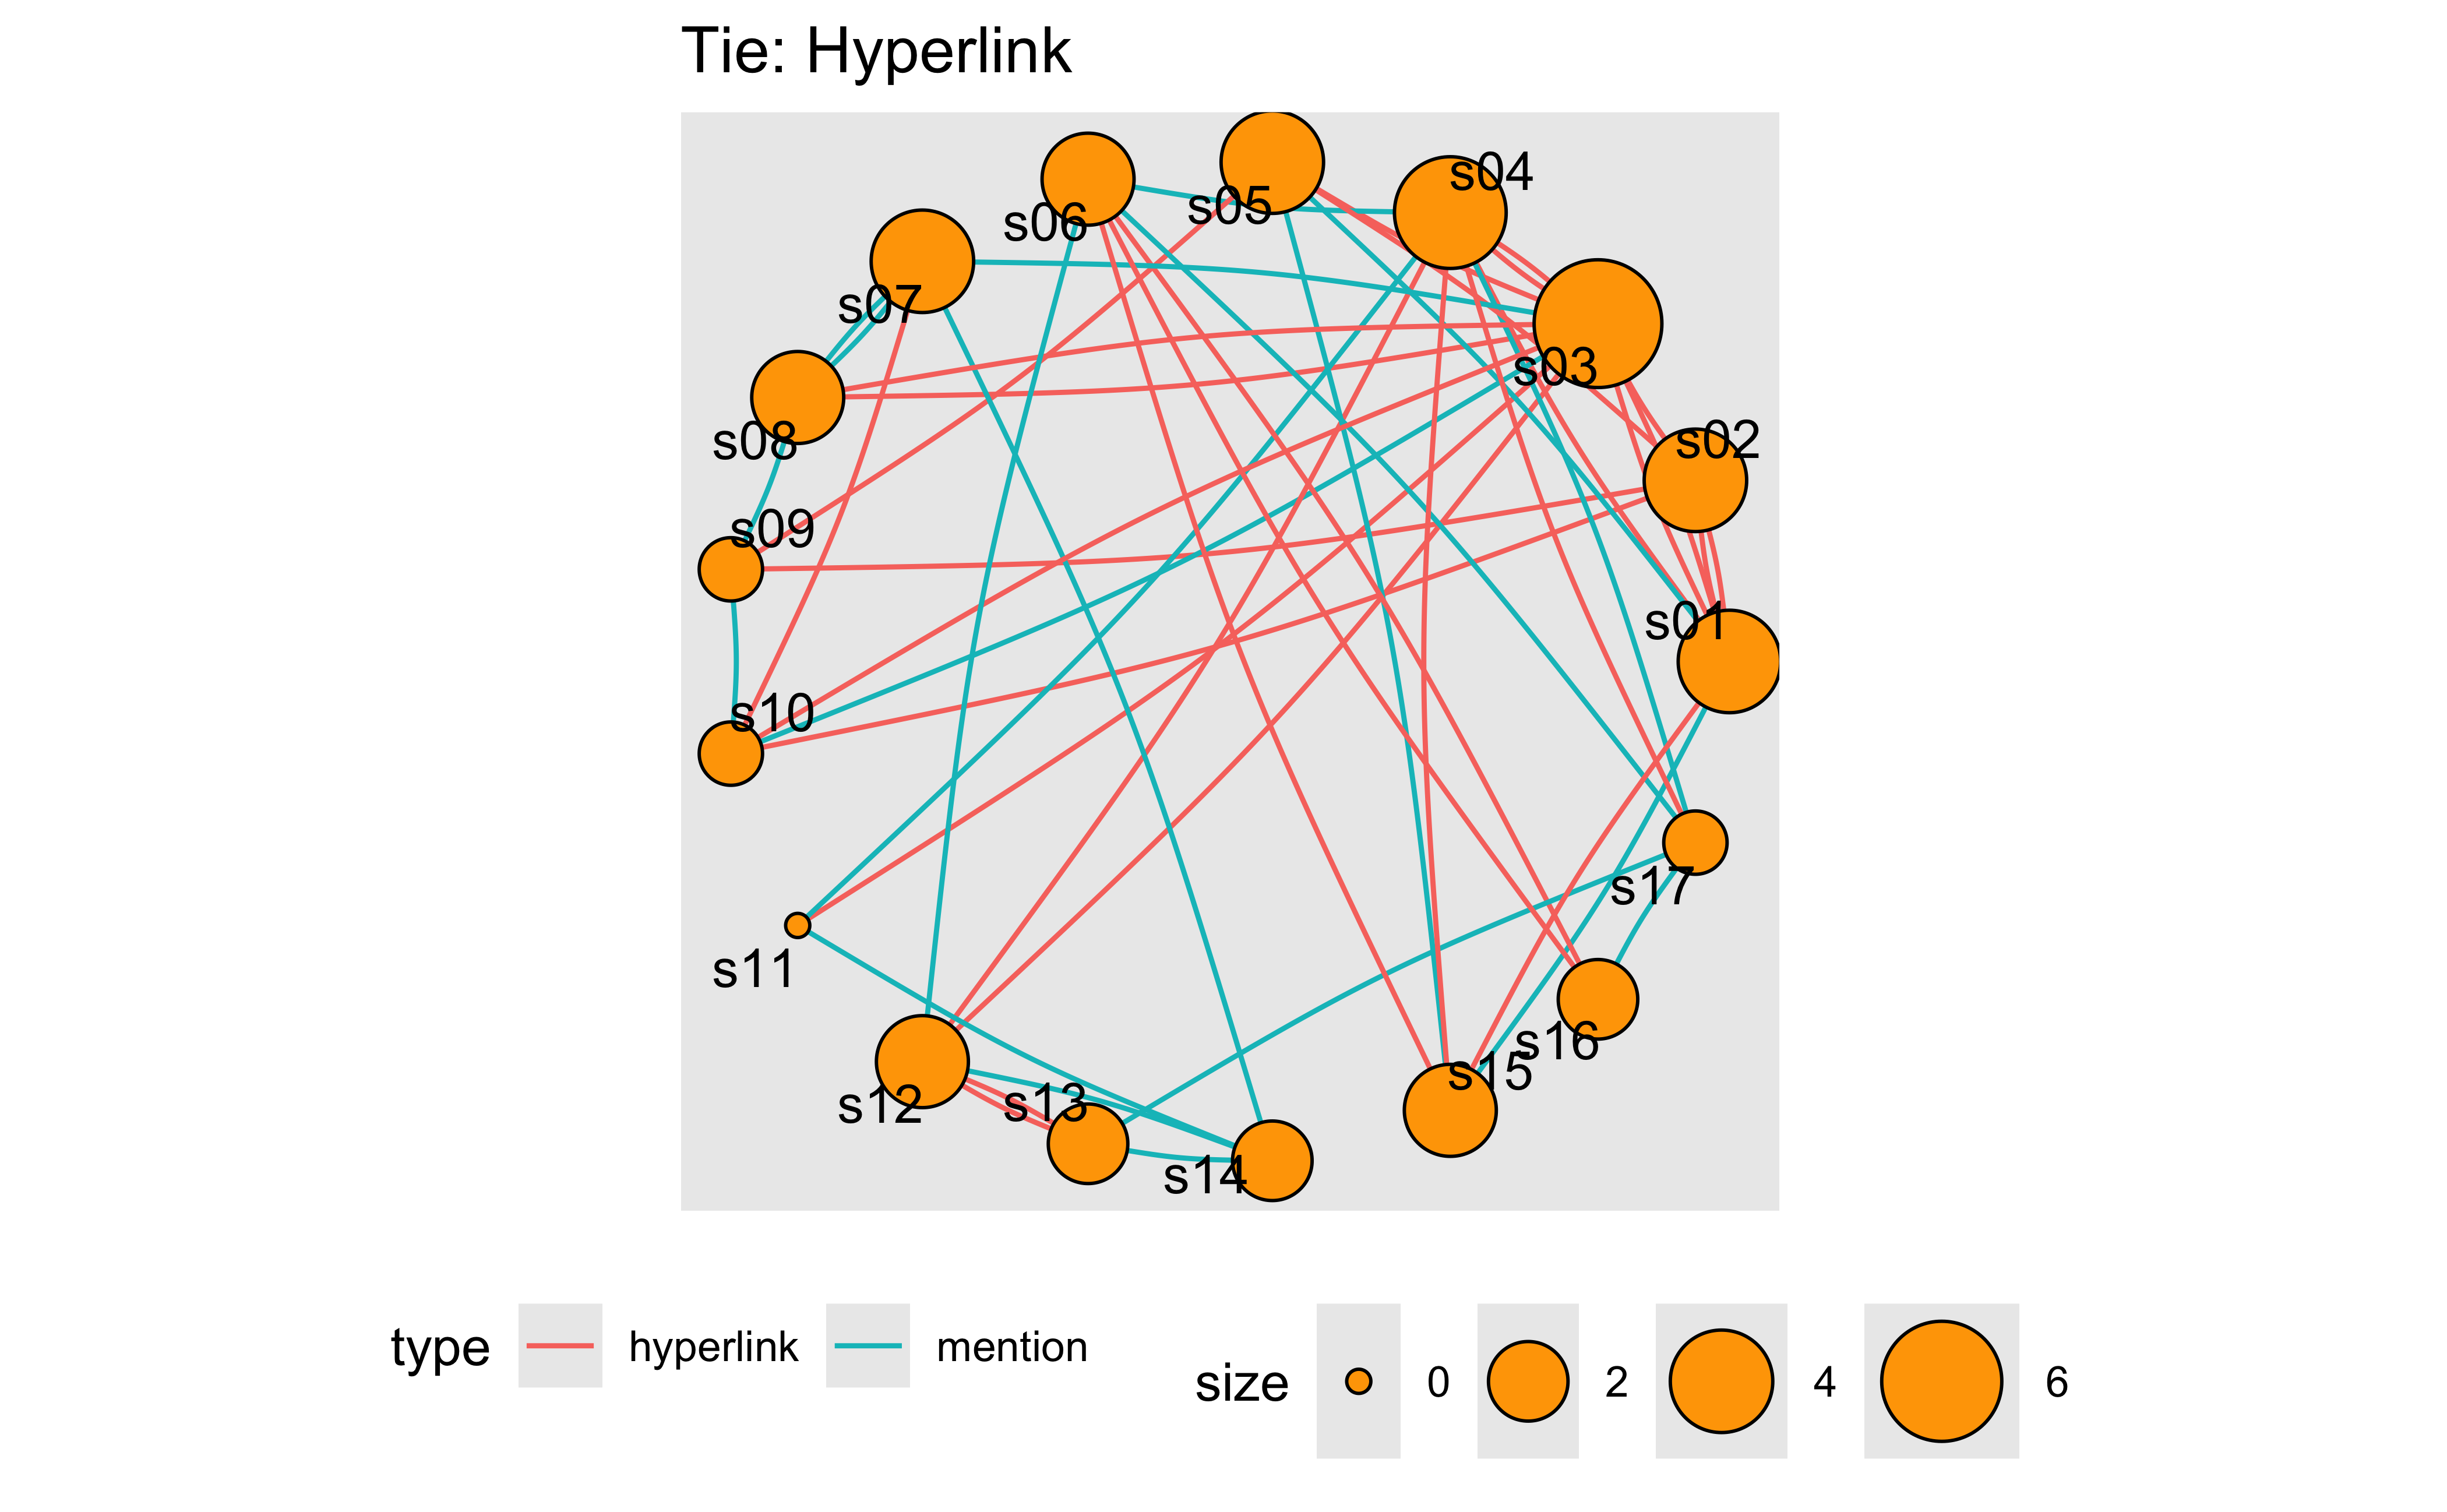 Tie: Hyperlink
s04
s05
s06
s07
s03
s02
s08
s09
s01
s10
s17
s11
s16
s15
s13
s12
s14
type hyperlink mention
size 0 2 4 6